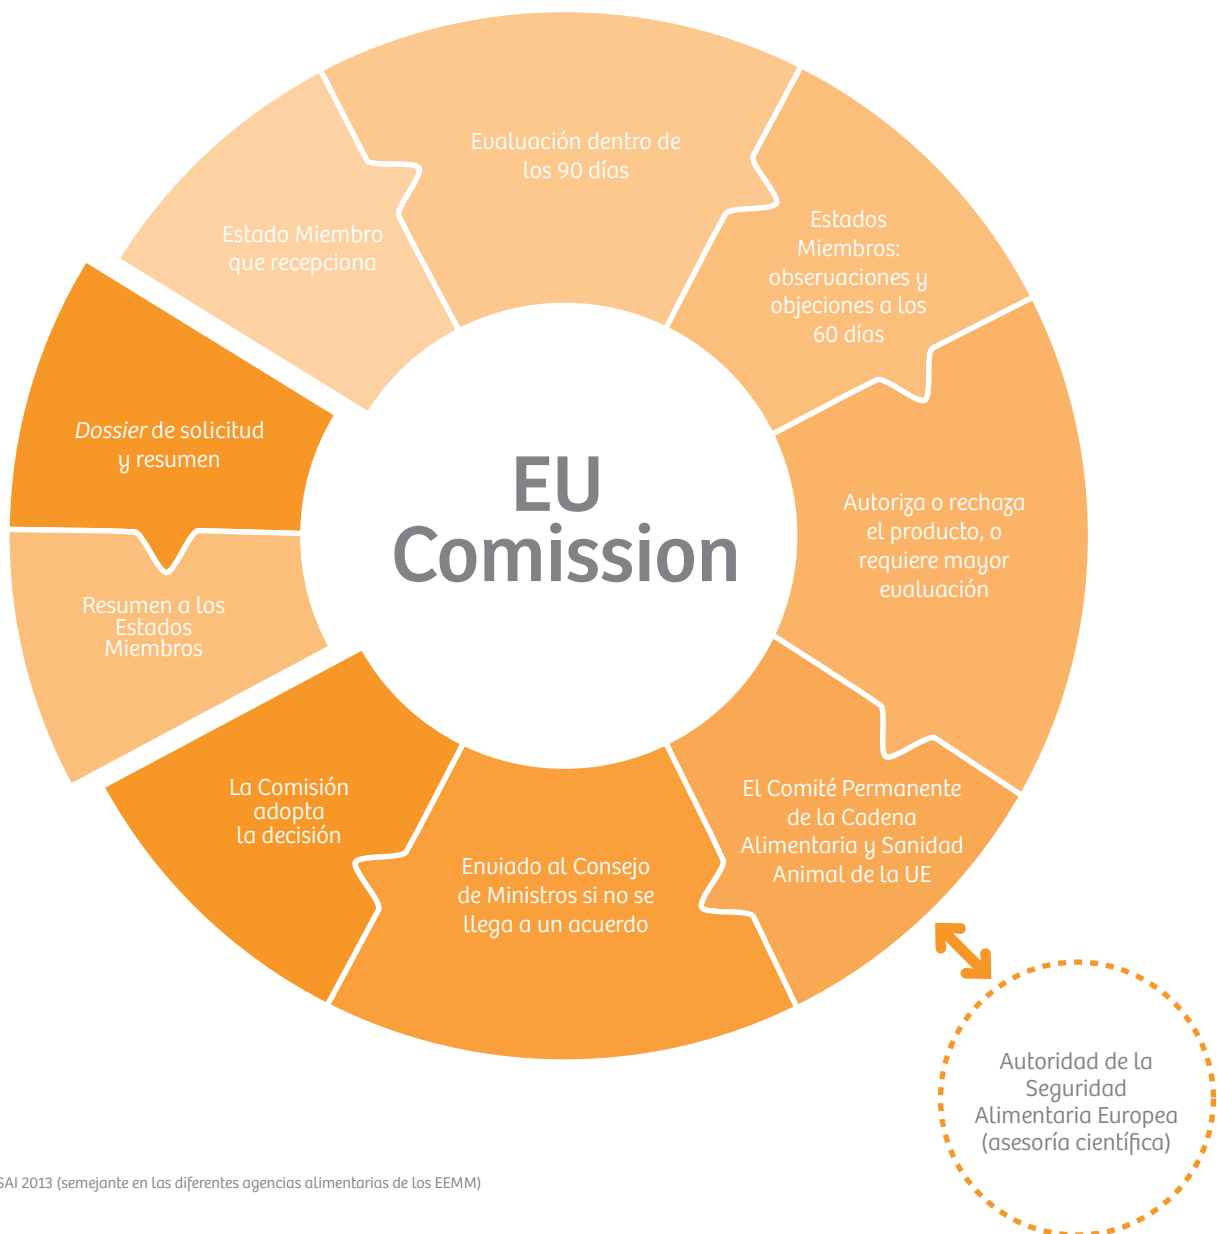 Evaluación dentro de
los 90 días
Estado Miembro
que recepciona
Estados
Miembros:
observaciones y
objeciones a los
60 días
Dossier de solicitud
y resumen
EU
Comission
Autoriza o rechaza
el producto, o
requiere mayor
evaluación
Resumen a los
Estados
Miembros
La Comisión
adopta
la decisión
El Comité Permanente
de la Cadena
Alimentaria y Sanidad
Animal de la UE
Enviado al Consejo
de Ministros si no se
llega a un acuerdo
Autoridad de la
Seguridad
Alimentaria Europea
(asesoría científica)
SAI 2013 (semejante en las diferentes agencias alimentarias de los EEMM)